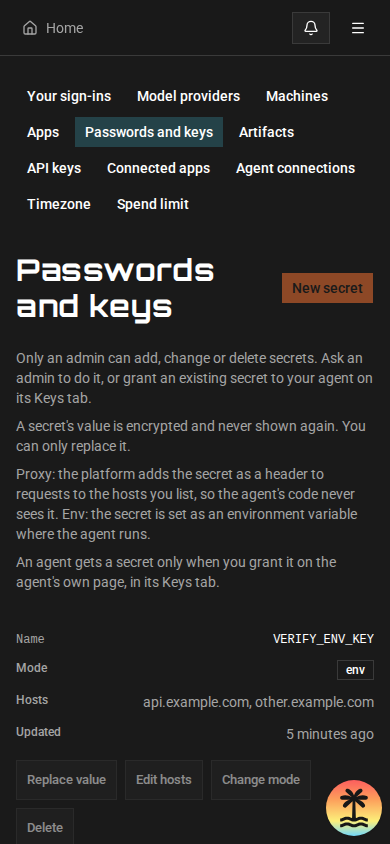 Home
Your sign-ins Model providers Machines
Apps Passwords and keys Artifacts
API keys Connected apps Agent connections
Timezone Spend limit
Passwords
and keys
New secret
Only an admin can add, change or delete secrets. Ask an
admin to do it, or grant an existing secret to your agent on
its Keys tab.
A secret's value is encrypted and never shown again. You
can only replace it.
Proxy: the platform adds the secret as a header to
requests to the hosts you list, so the agent's code never
sees it. Env: the secret is set as an environment variable
where the agent runs.
An agent gets a secret only when you grant it on the
agent's own page, in its Keys tab.
Name VERIFY_ENV_KEY
Mode env
Hosts api.example.com, other.example.com
Updated 5 minutes ago
Replace value Edit hosts Change mode
Delete